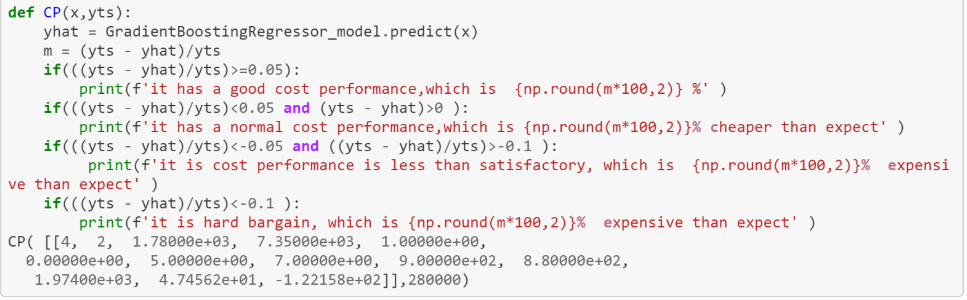 def CP(x,yts):
    yhat = GradientBoostingRegressor_model.predict(x)
    m = (yts - yhat)/yts
    if(((yts - yhat)/yts)>=0.05):
        print(f'it has a good cost performance,which is  {np.round(m*100,2)} %' )
    if(((yts - yhat)/yts)<0.05 and (yts - yhat)>0 ):
        print(f'it has a normal cost performance,which is {np.round(m*100,2)}% cheaper than expect' )
    if(((yts - yhat)/yts)<-0.05 and ((yts - yhat)/yts)>-0.1 ):
         print(f'it is cost performance is less than satisfactory, which is  {np.round(m*100,2)}%  expensi
ve than expect' )
    if(((yts - yhat)/yts)<-0.1 ):
        print(f'it is hard bargain, which is {np.round(m*100,2)}%  expensive than expect' )
CP( [[4,  2,  1.78000e+03,  7.35000e+03,  1.00000e+00,
  0.00000e+00,  5.00000e+00,  7.00000e+00,  9.00000e+02,  8.80000e+02,
   1.97400e+03,  4.74562e+01, -1.22158e+02]],280000)